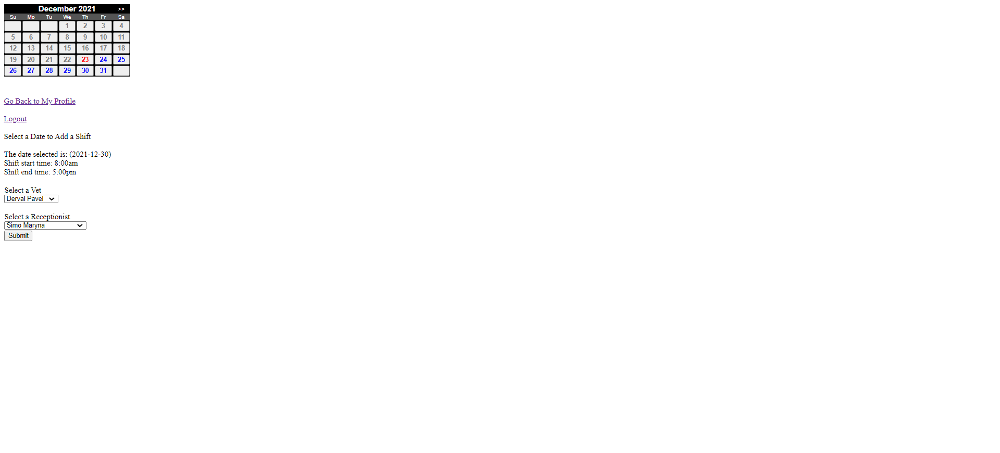 December 2021 >>
Su Mo Tu We Th Fr Sa
1 2 3 4
5 6 7 8 9 10 11
12 13 14 15 16 17 18
19 20 21 22 23 24 25
26 27 28 29 30 31
Go Back to My Profile
Logout
Select a Date to Add a Shift
The date selected is: (2021-12-30)
Shift start time: 8:00am
Shift end time: 5:00pm
Select a Vet
Derval Pavel
Select a Receptionist
Simo Maryna
Submit